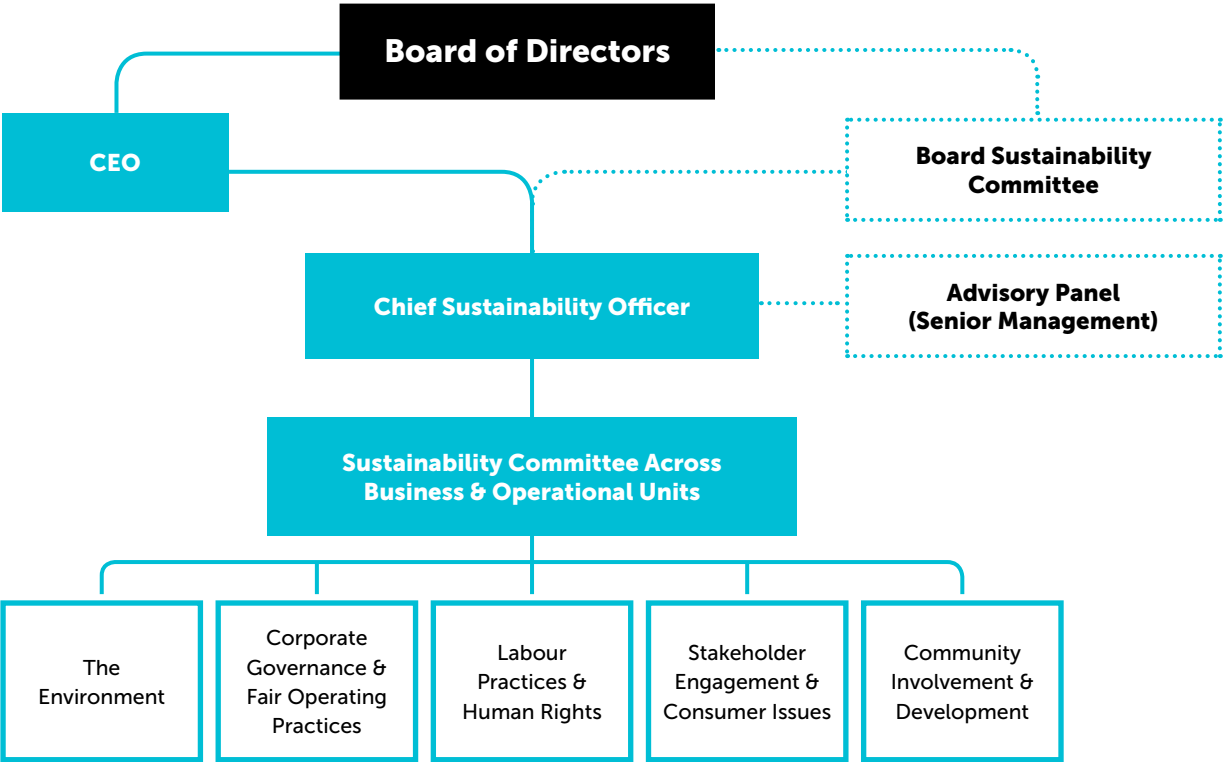 Board of Directors
CEO
Board Sustainability
Committee
Chief Sustainability Officer
Advisory Panel
(Senior Management)
Sustainability Committee Across
Business & Operational Units
The
Environment
Corporate
Governance &
Fair Operating
Practices
Labour
Practices &
Human Rights
Stakeholder
Engagement &
Consumer Issues
Community
Involvement &
Development